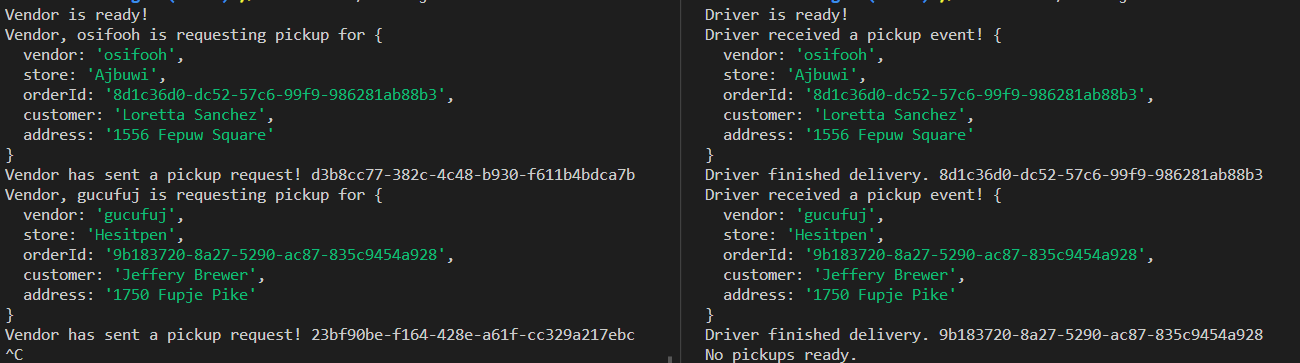 Vendor is ready!
Vendor, osifooh is requesting pickup for {
  vendor: 'osifooh',
  store: 'Ajbuwi',
  orderId: '8d1c36d0-dc52-57c6-99f9-986281ab88b3',
  customer: 'Loretta Sanchez',
  address: '1556 Fepuw Square'
}
Vendor has sent a pickup request! d3b8cc77-382c-4c48-b930-f611b4bdca7b
Vendor, gucufuj is requesting pickup for {
  vendor: 'gucufuj',
  store: 'Hesitpen',
  orderId: '9b183720-8a27-5290-ac87-835c9454a928',
  customer: 'Jeffery Brewer',
  address: '1750 Fupje Pike'
}
Vendor has sent a pickup request! 23bf90be-f164-428e-a61f-cc329a217ebc
^C
Driver is ready!
Driver received a pickup event! {
  vendor: 'osifooh',
  store: 'Ajbuwi',
  orderId: '8d1c36d0-dc52-57c6-99f9-986281ab88b3',
  customer: 'Loretta Sanchez',
  address: '1556 Fepuw Square'
}
Driver finished delivery. 8d1c36d0-dc52-57c6-99f9-986281ab88b3
Driver received a pickup event! {
  vendor: 'gucufuj',
  store: 'Hesitpen',
  orderId: '9b183720-8a27-5290-ac87-835c9454a928',
  customer: 'Jeffery Brewer',
  address: '1750 Fupje Pike'
}
Driver finished delivery. 9b183720-8a27-5290-ac87-835c9454a928
No pickups ready.